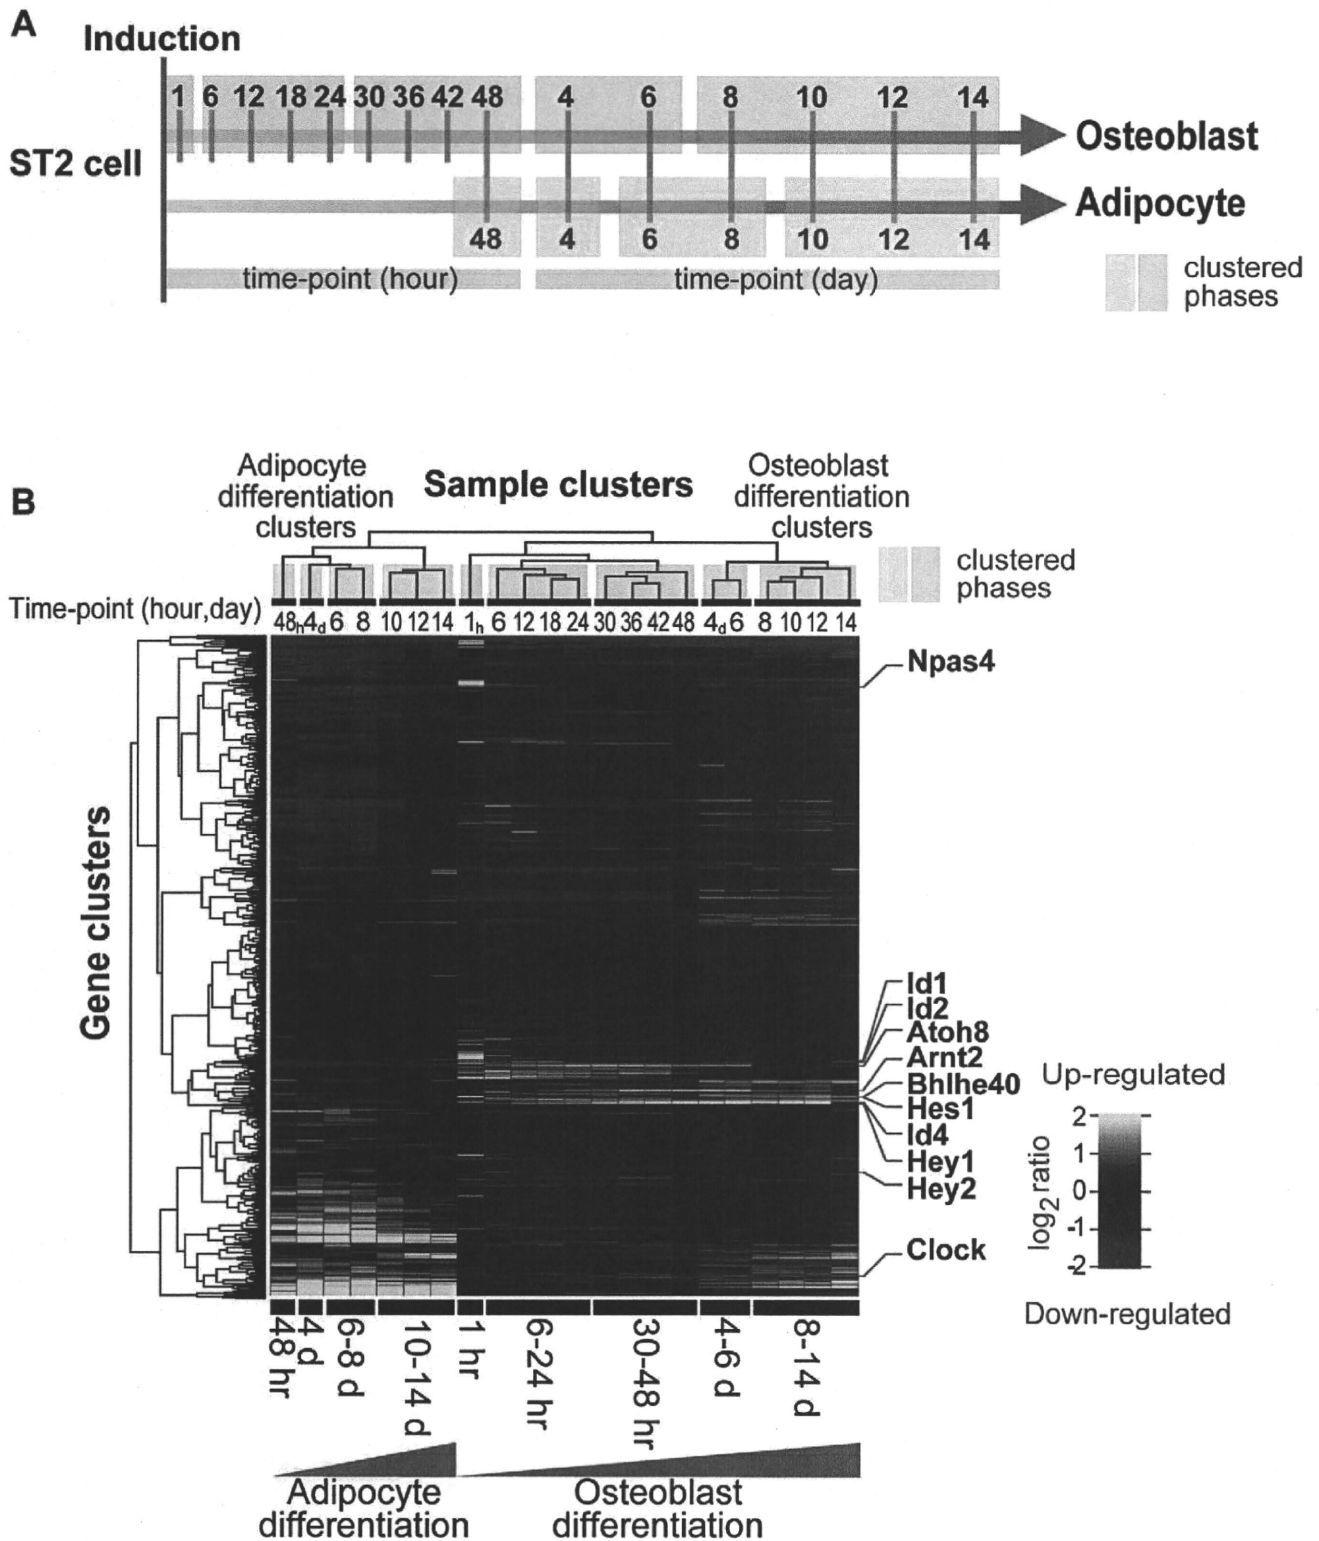 A
Induction
1 6 12 18 24 30 36 42 48 4 6 8 10 12 14
Osteoblast
ST2 cell
Adipocyte
48 4 6 8 10 12 14
time-point (hour)
time-point (day)
clustered
phases
B
Adipocyte
differentiation
clusters
Sample clusters
Osteoblast
differentiation
clusters
clustered
phases
Time-point (hour,day)
48h 4d 6 8 10 12 14 1h 6 12 18 24 30 36 42 48 4d 6 8 10 12 14
Gene clusters
Npas4
Id1
Id2
Atoh8
Arnt2
Bhlhe40
Hes1
Id4
Hey1
Hey2
Clock
Up-regulated
2
1
0
-1
-2
log2 ratio
Down-regulated
48 hr
4 d
6-8 d
10-14 d
1 hr
6-24 hr
30-48 hr
4-6 d
8-14 d
Adipocyte
differentiation
Osteoblast
differentiation